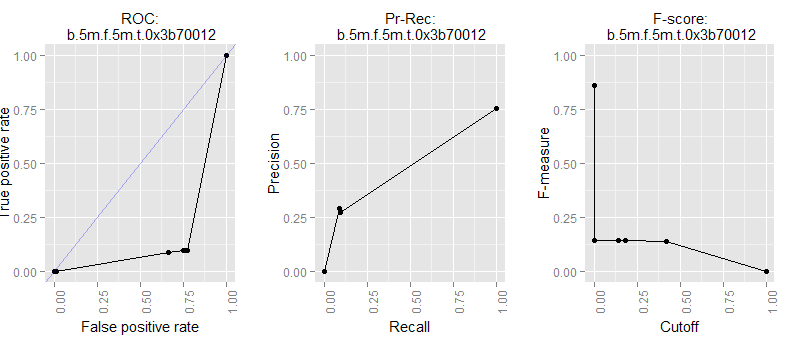 ROC:
b.5m.f.5m.t.0x3b70012
True positive rate
1.00
0.75
0.50
0.25
0.00
0.00
0.25
0.50
0.75
1.00
False positive rate
Pr-Rec:
b.5m.f.5m.t.0x3b70012
Precision
1.00
0.75
0.50
0.25
0.00
0.00
0.25
0.50
0.75
1.00
Recall
F-score:
b.5m.f.5m.t.0x3b70012
F-measure
1.00
0.75
0.50
0.25
0.00
0.00
0.25
0.50
0.75
1.00
Cutoff